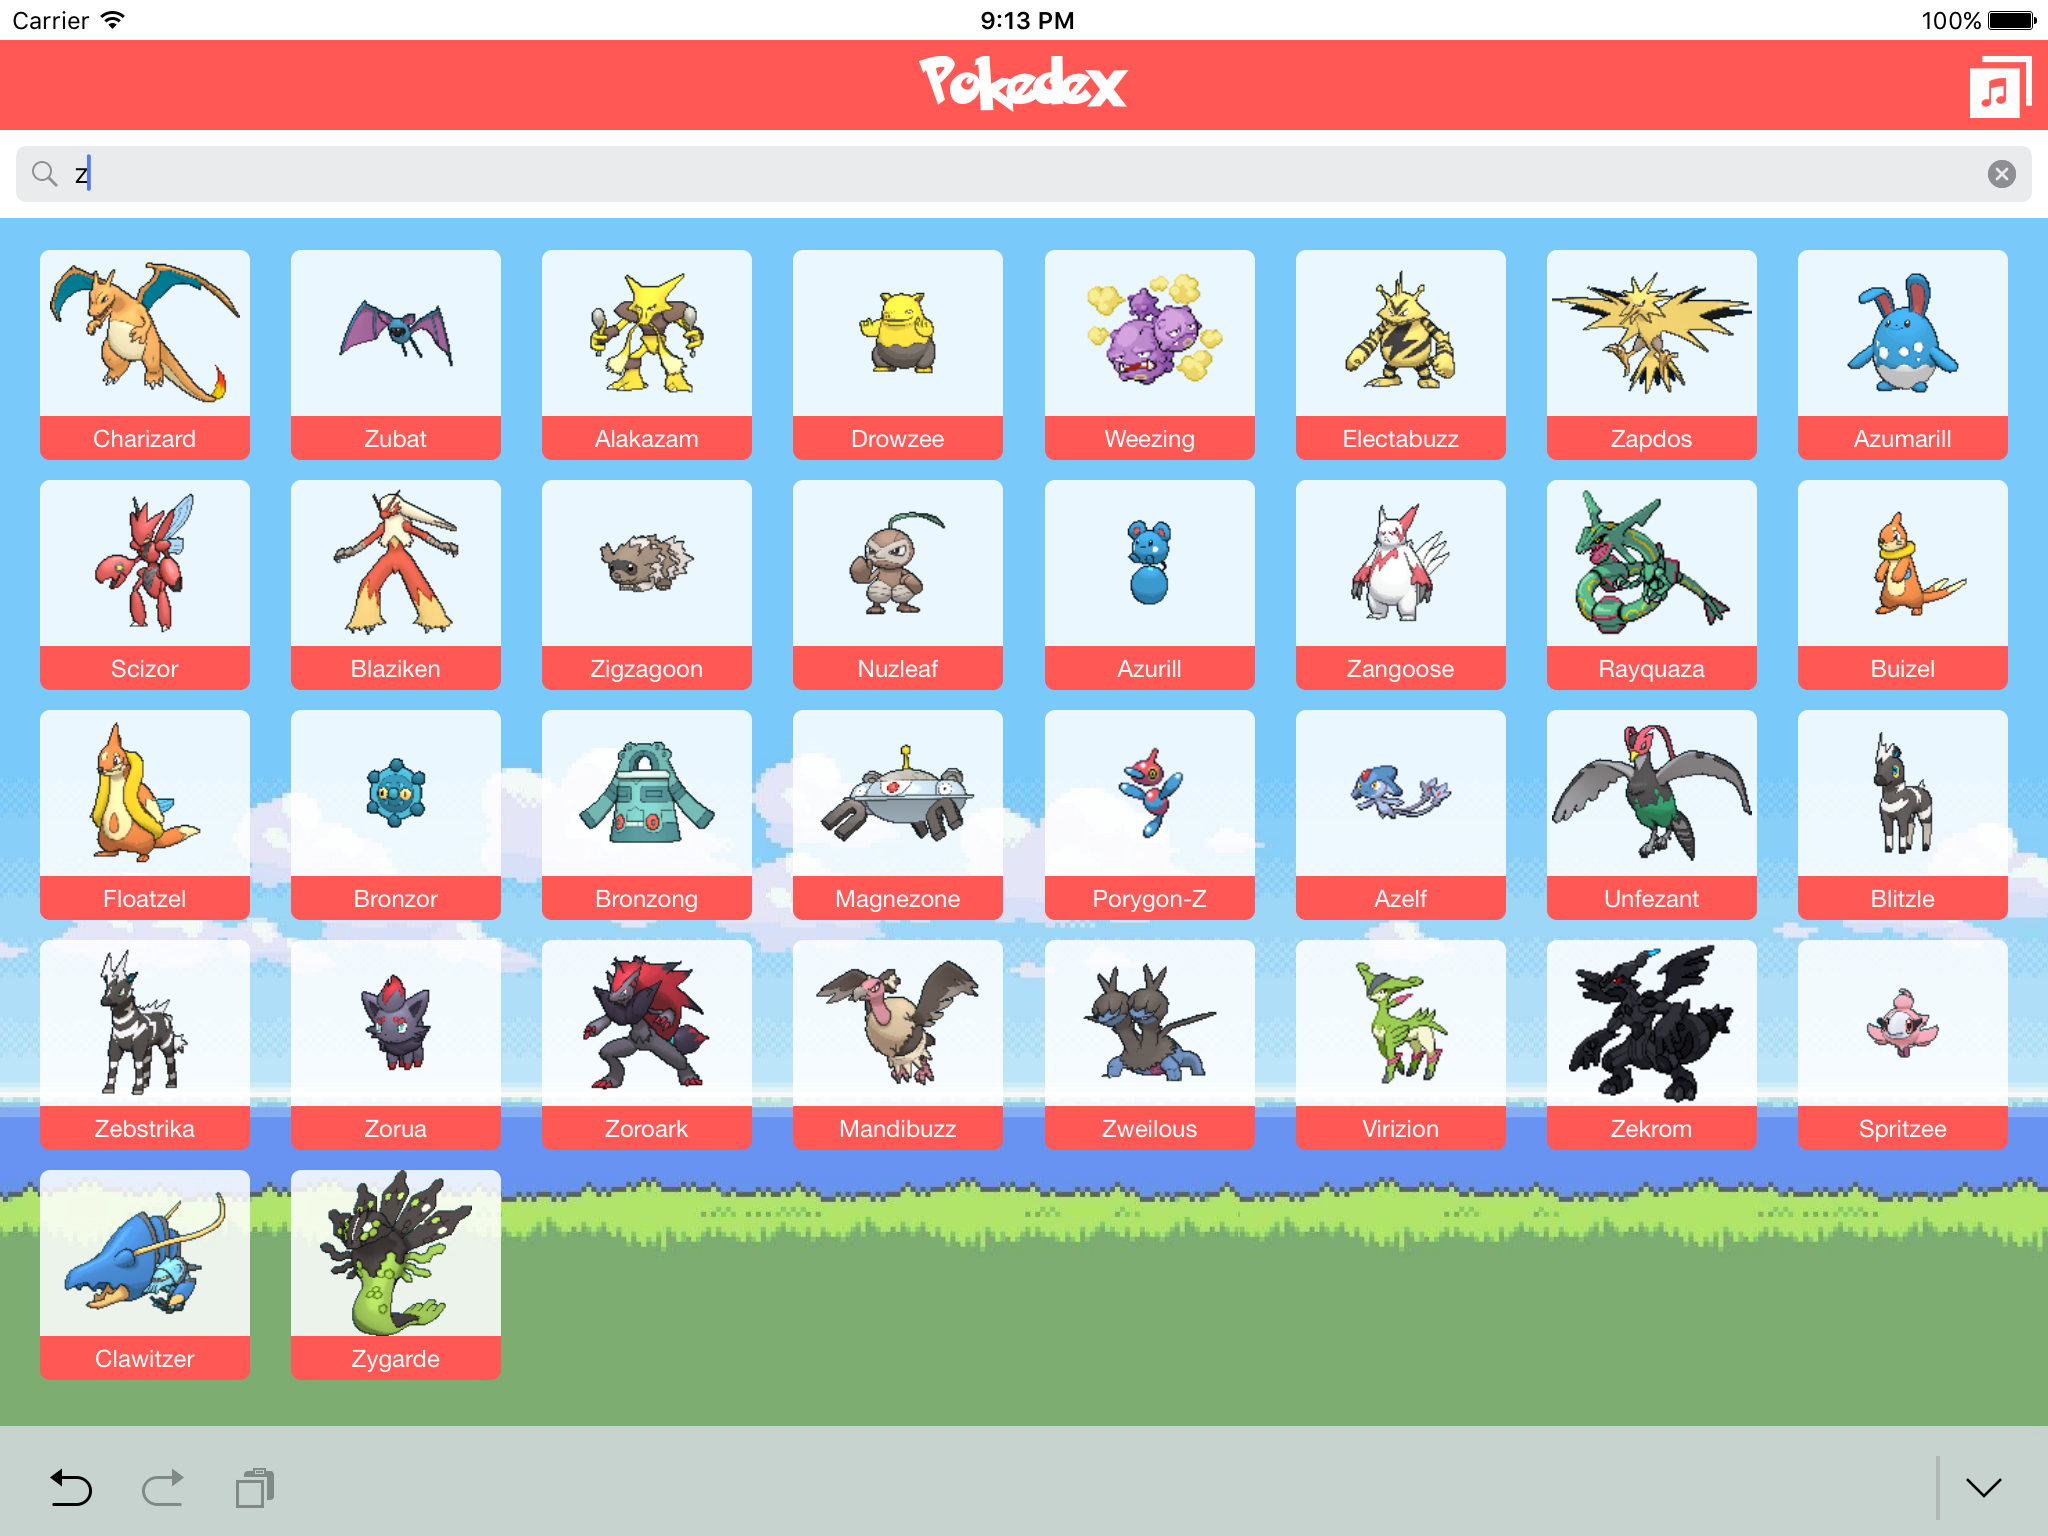 Carrier 9:13 PM 100%
Pokedex
z
Charizard Zubat Alakazam Drowzee Weezing Electabuzz Zapdos Azumarill
Scizor Blaziken Zigzagoon Nuzleaf Azurill Zangoose Rayquaza Buizel
Floatzel Bronzor Bronzong Magnezone Porygon-Z Azelf Unfezant Blitzle
Zebstrika Zorua Zoroark Mandibuzz Zweilous Virizion Zekrom Spritzee
Clawitzer Zygarde